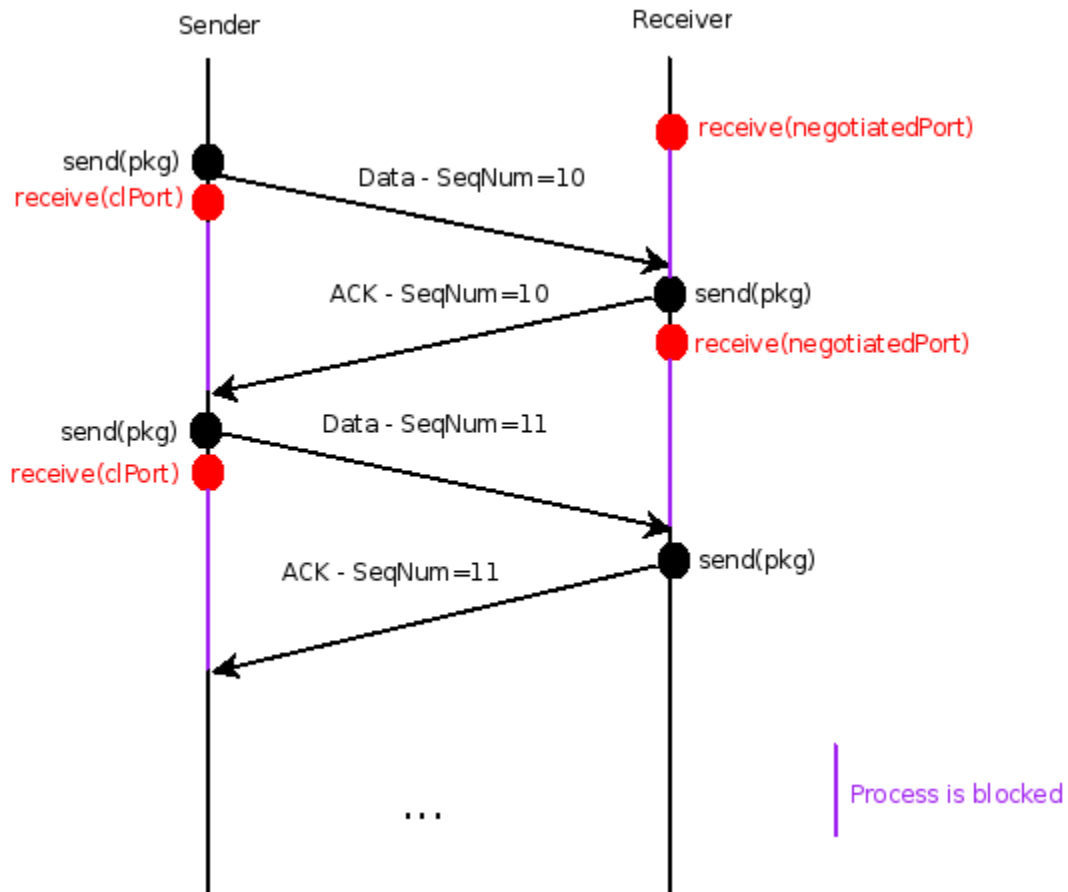 Sender
Receiver
receive(negotiatedPort)
send(pkg)
Data - SeqNum=10
receive(clPort)
ACK - SeqNum=10
send(pkg)
receive(negotiatedPort)
Data - SeqNum=11
send(pkg)
receive(clPort)
send(pkg)
ACK - SeqNum=11
Process is blocked
...